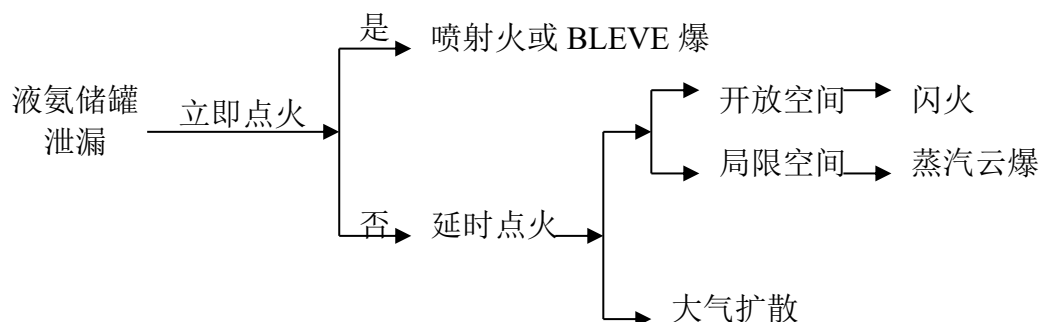 是
喷射火或 BLEVE 爆
液氨储罐
泄漏
立即点火
开放空间
闪火
局限空间
蒸汽云爆
否
延时点火
大气扩散